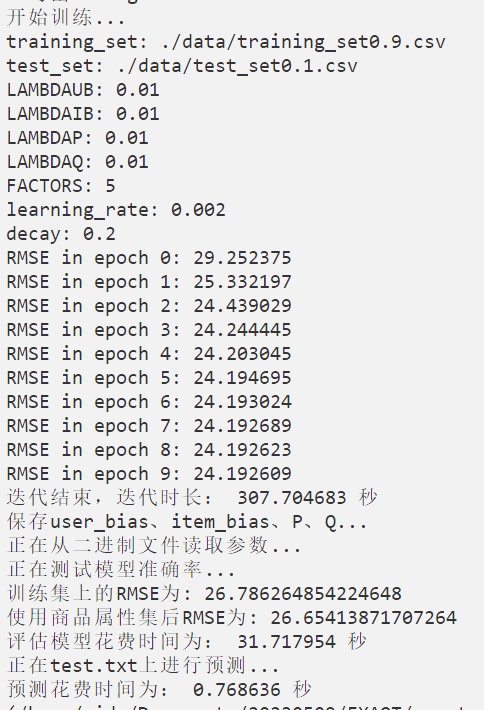 开始训练...
training_set: ./data/training_set0.9.csv
test_set: ./data/test_set0.1.csv
LAMBDAUB: 0.01
LAMBDAIB: 0.01
LAMBDAP: 0.01
LAMBDAQ: 0.01
FACTORS: 5
learning_rate: 0.002
decay: 0.2
RMSE in epoch 0: 29.252375
RMSE in epoch 1: 25.332197
RMSE in epoch 2: 24.439029
RMSE in epoch 3: 24.244445
RMSE in epoch 4: 24.203045
RMSE in epoch 5: 24.194695
RMSE in epoch 6: 24.193024
RMSE in epoch 7: 24.192689
RMSE in epoch 8: 24.192623
RMSE in epoch 9: 24.192609
迭代结束，迭代时长： 307.704683 秒
保存user_bias、item_bias、P、Q...
正在从二进制文件读取参数...
正在测试模型准确率...
训练集上的RMSE为: 26.786264854224648
使用商品属性集后RMSE为: 26.65413871707264
评估模型花费时间为： 31.717954 秒
正在test.txt上进行预测...
预测花费时间为： 0.768636 秒